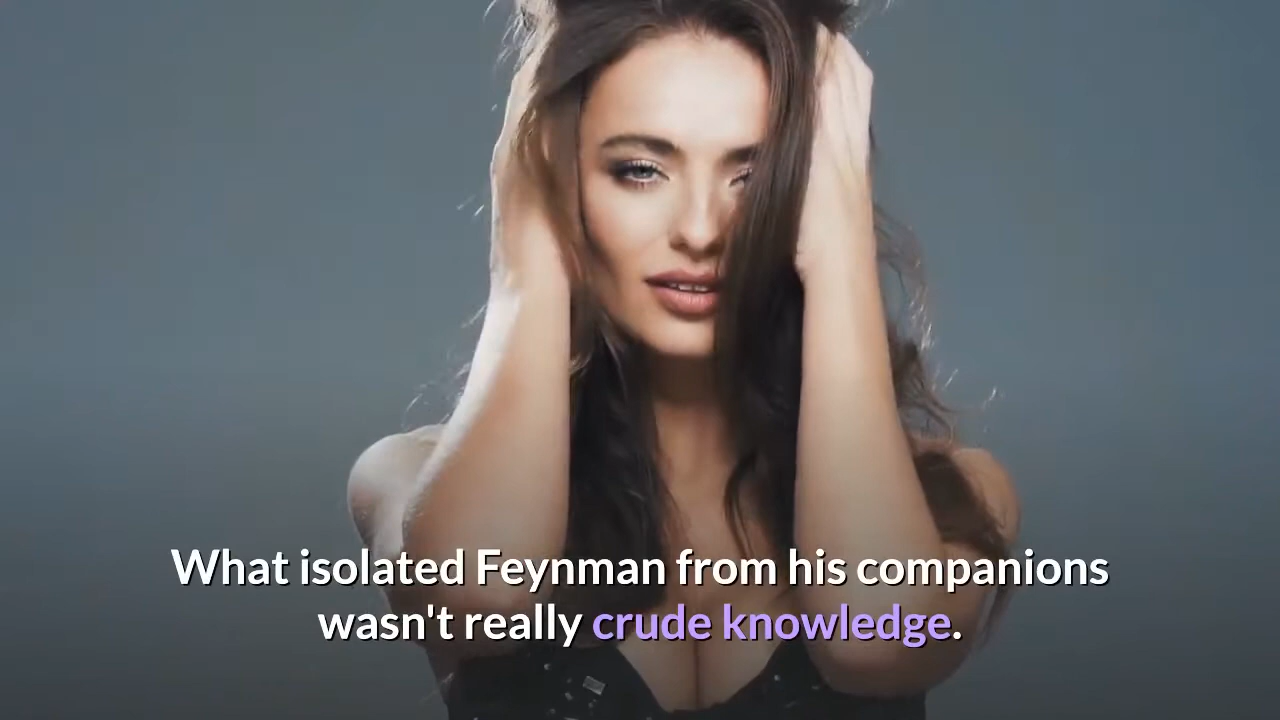 What isolated Feynman from his companions
wasn't really crude knowledge.